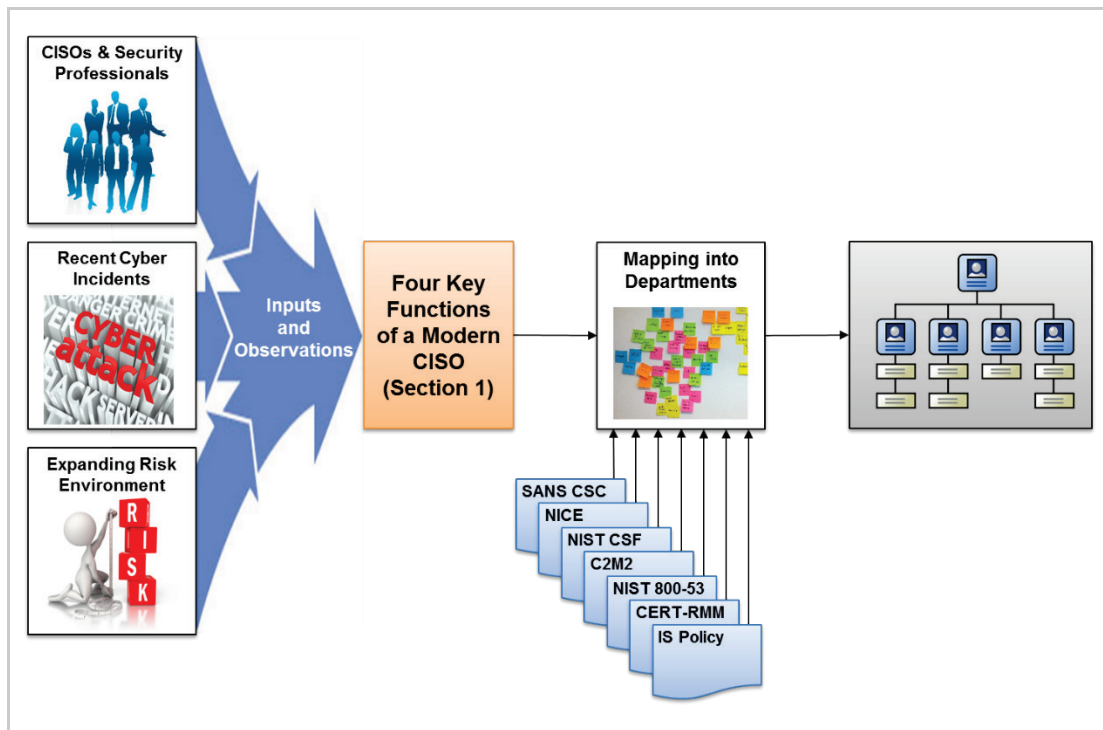 CISOs & Security
Professionals
Recent Cyber
Incidents
CYBER
attack
Expanding Risk
Environment
R
I
S
K
Inputs
and
Observations
Four Key
Functions
of a Modern
CISO
(Section 1)
Mapping into
Departments
SANS CSC
NICE
NIST CSF
C2M2
NIST 800-53
CERT-RMM
IS Policy